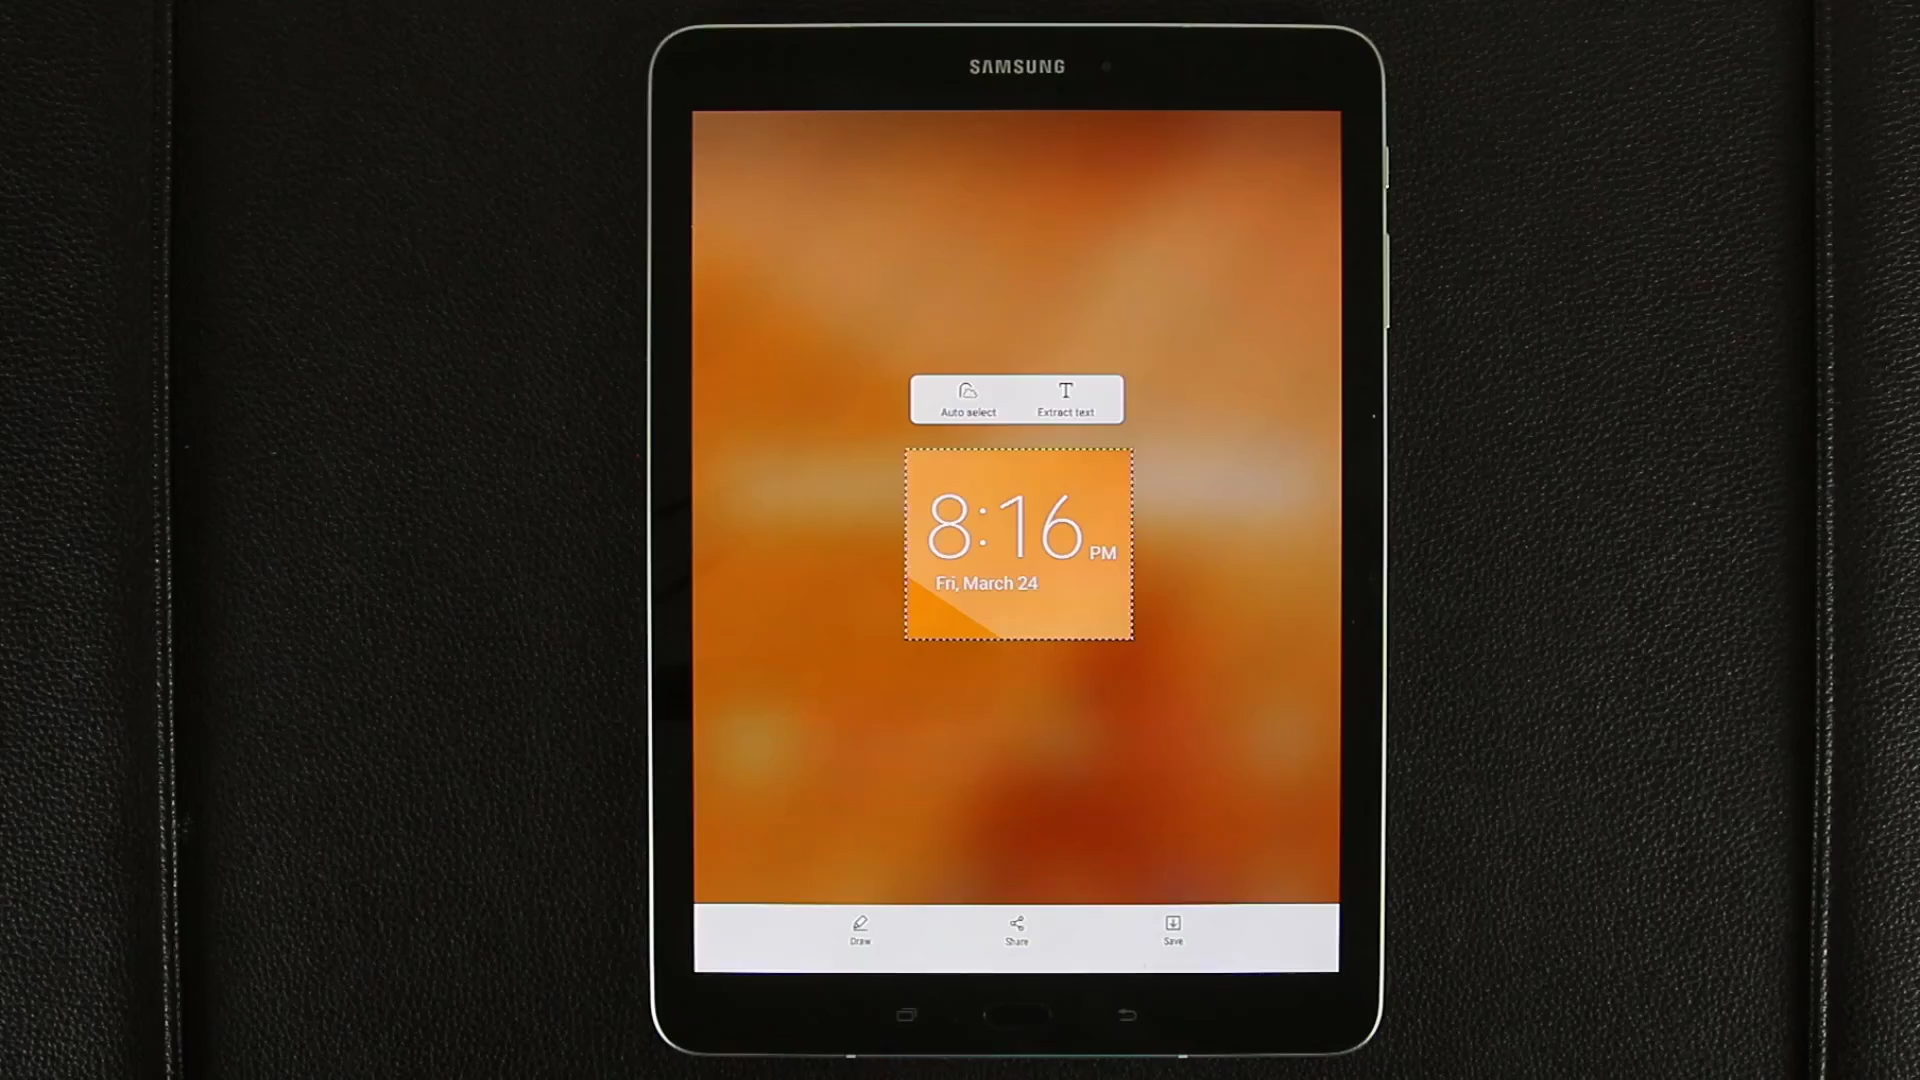 SAMSUNG
Auto select
Extract text
8:16 PM
Fri, March 24
Draw
Share
Save